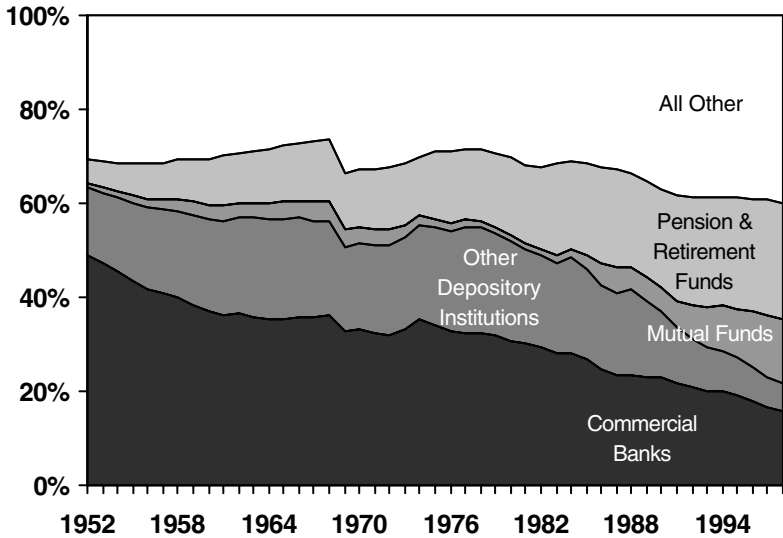 100%
80%
60%
40%
20%
0%
All Other
Pension &
Retirement
Funds
Other
Depository
Institutions
Mutual Funds
Commercial
Banks
1952 1958 1964 1970 1976 1982 1988 1994